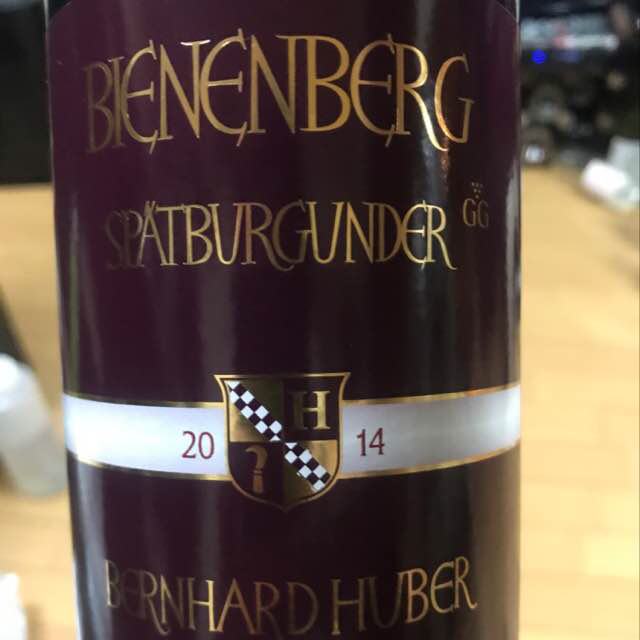 BIENENBERG
SPÄTBURGUNDER GG
H
20 14
BERNHARD HUBER